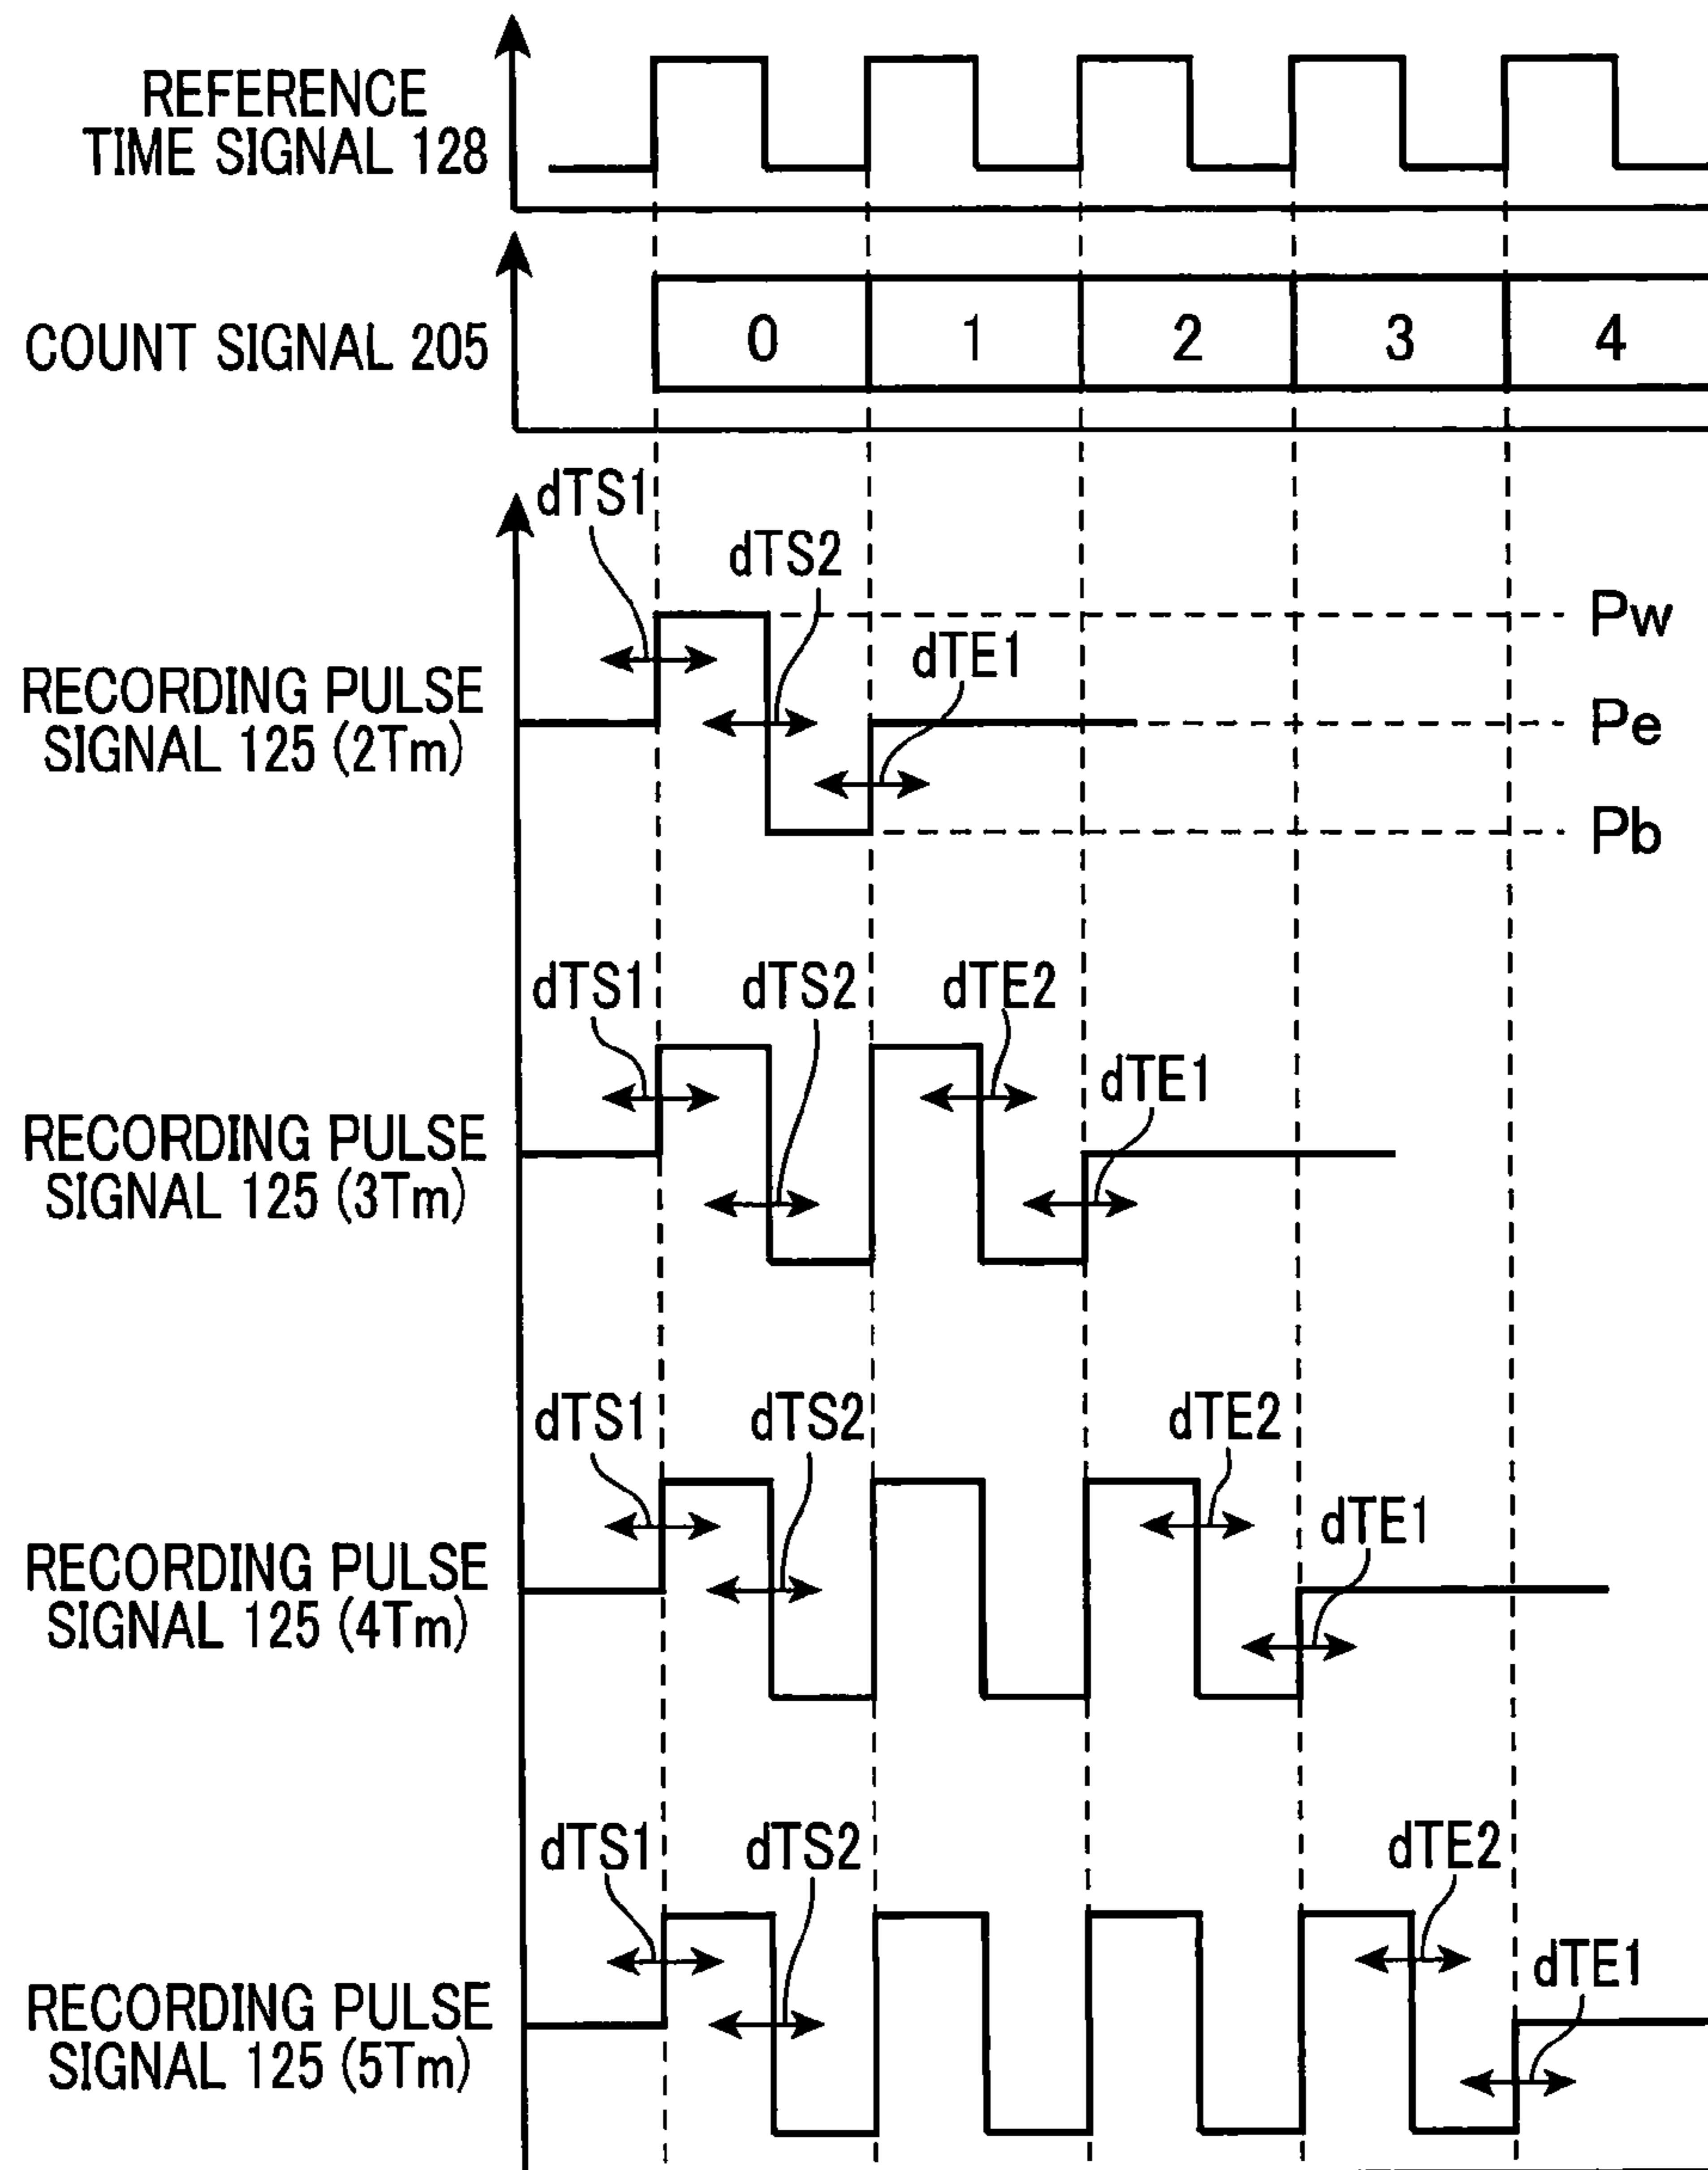 REFERENCE
TIME SIGNAL 128
COUNT SIGNAL 205
0 1 2 3 4
dTS1
dTS2
dTE1
Pw
Pe
Pb
RECORDING PULSE
SIGNAL 125 (2Tm)
dTS1 dTS2 dTE2
dTE1
RECORDING PULSE
SIGNAL 125 (3Tm)
dTS1 dTS2 dTE2
dTE1
RECORDING PULSE
SIGNAL 125 (4Tm)
dTS1 dTS2 dTE2
dTE1
RECORDING PULSE
SIGNAL 125 (5Tm)